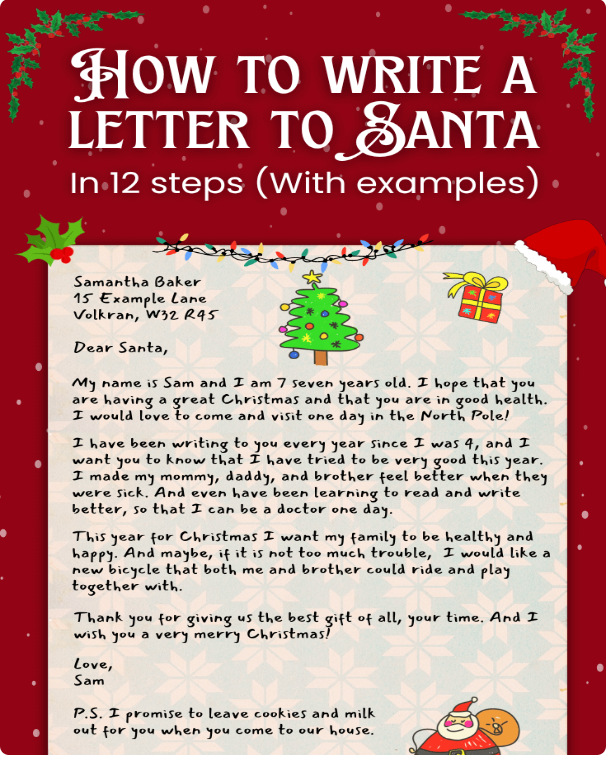 How to write a
letter to Santa
In 12 steps (With examples)
Samantha Baker
15 Example Lane
Volkran, W32 R45
Dear Santa,
My name is Sam and I am 7 seven years old. I hope that you
are having a great Christmas and that you are in good health.
I would love to come and visit one day in the North Pole!
I have been writing to you every year since I was 4, and I
want you to know that I have tried to be very good this year.
I made my mommy, daddy, and brother feel better when they
were sick. And even have been learning to read and write
better, so that I can be a doctor one day.
This year for Christmas I want my family to be healthy and
happy. And maybe, if it is not too much trouble, I would like a
new bicycle that both me and brother could ride and play
together with.
Thank you for giving us the best gift of all, your time. And I
wish you a very merry Christmas!
Love,
Sam
P.S. I promise to leave cookies and milk
out for you when you come to our house.